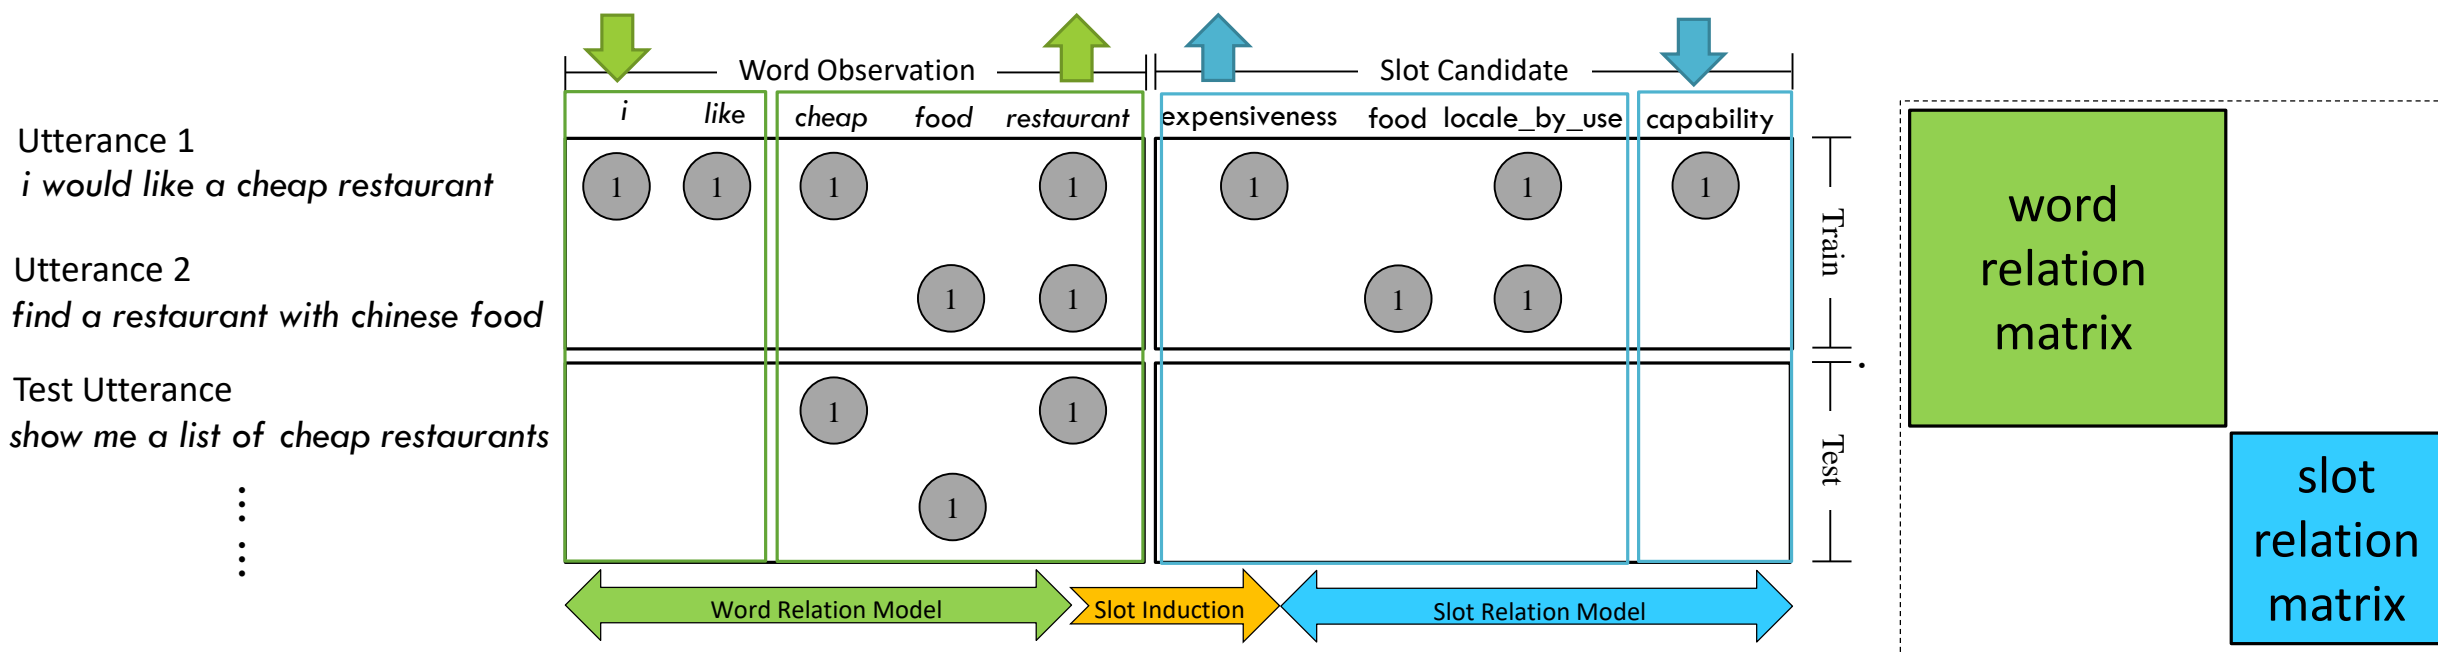 Word Observation
Slot Candidate
i like cheap food restaurant expensiveness food locale_by_use capability
Utterance 1
i would like a cheap restaurant
1 1 1 1 1 1 1
Utterance 2
find a restaurant with chinese food
1 1 1 1
Train
Test Utterance
show me a list of cheap restaurants
1 1
1
Test
Word Relation Model
Slot Induction
Slot Relation Model
word
relation
matrix
slot
relation
matrix